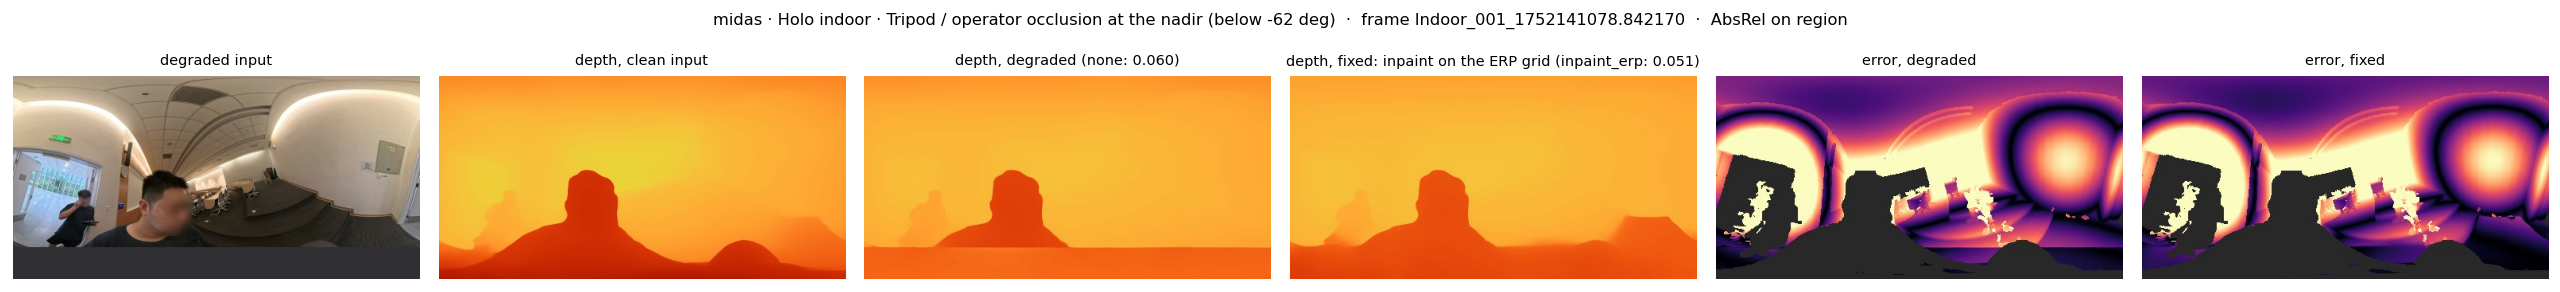 midas · Holo indoor · Tripod / operator occlusion at the nadir (below -62 deg) · frame Indoor_001_1752141078.842170 · AbsRel on region
degraded input
depth, clean input
depth, degraded (none: 0.060)
depth, fixed: inpaint on the ERP grid (inpaint_erp: 0.051)
error, degraded
error, fixed